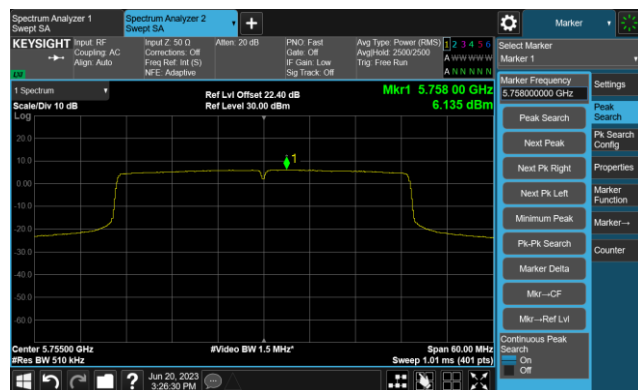 Spectrum Analyzer 1
Swept SA
Spectrum Analyzer 2
Swept SA
+
Marker
KEYSIGHT
Input: RF
Coupling: AC
Align: Auto
Input Z: 50 Ω
Corrections: Off
Freq Ref: Int (S)
NFE: Adaptive
Atten: 20 dB
PNO: Fast
Gate: Off
IF Gain: Low
Sig Track: Off
Avg Type: Power (RMS)
Avg|Hold: 2500/2500
Trig: Free Run
1 2 3 4 5 6
A W W W W W
A N N N N N
LXI
Select Marker
Marker 1
1 Spectrum
Scale/Div 10 dB
Log
Ref Lvl Offset 22.40 dB
Ref Level 30.00 dBm
Mkr1 5.758 00 GHz
6.135 dBm
Marker Frequency
5.758000000 GHz
Settings
Peak Search
Peak
Search
Next Peak
Pk Search
Config
Next Pk Right
Properties
Next Pk Left
Marker
Function
Minimum Peak
Marker→
Pk-Pk Search
Counter
Marker Delta
Mkr→CF
Mkr→Ref Lvl
Continuous Peak
Search
On
Off
1
20.0
10.0
0.00
-10.0
-20.0
-30.0
-40.0
-50.0
-60.0
Center 5.75500 GHz
#Res BW 510 kHz
#Video BW 1.5 MHz*
Span 60.00 MHz
Sweep 1.01 ms (401 pts)
?
Jun 20, 2023
3:26:30 PM